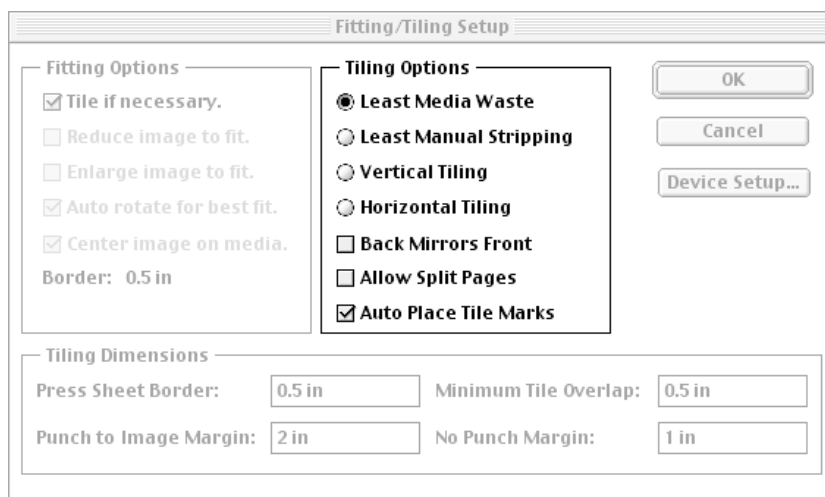 Fitting/Tiling Setup
Fitting Options
Tile if necessary.
Reduce image to fit.
Enlarge image to fit.
Auto rotate for best fit.
Center image on media.
Border: 0.5 in
Tiling Options
Least Media Waste
Least Manual Stripping
Vertical Tiling
Horizontal Tiling
Back Mirrors Front
Allow Split Pages
Auto Place Tile Marks
OK
Cancel
Device Setup...
Tiling Dimensions
Press Sheet Border: 0.5 in Minimum Tile Overlap: 0.5 in
Punch to Image Margin: 2 in No Punch Margin: 1 in